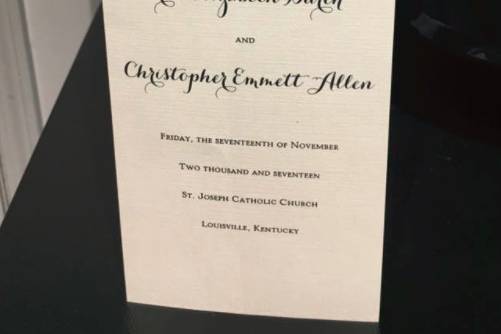 AND
Christopher Emmett Allen
Friday, the seventeenth of November
Two thousand and seventeen
St. Joseph Catholic Church
Louisville, Kentucky